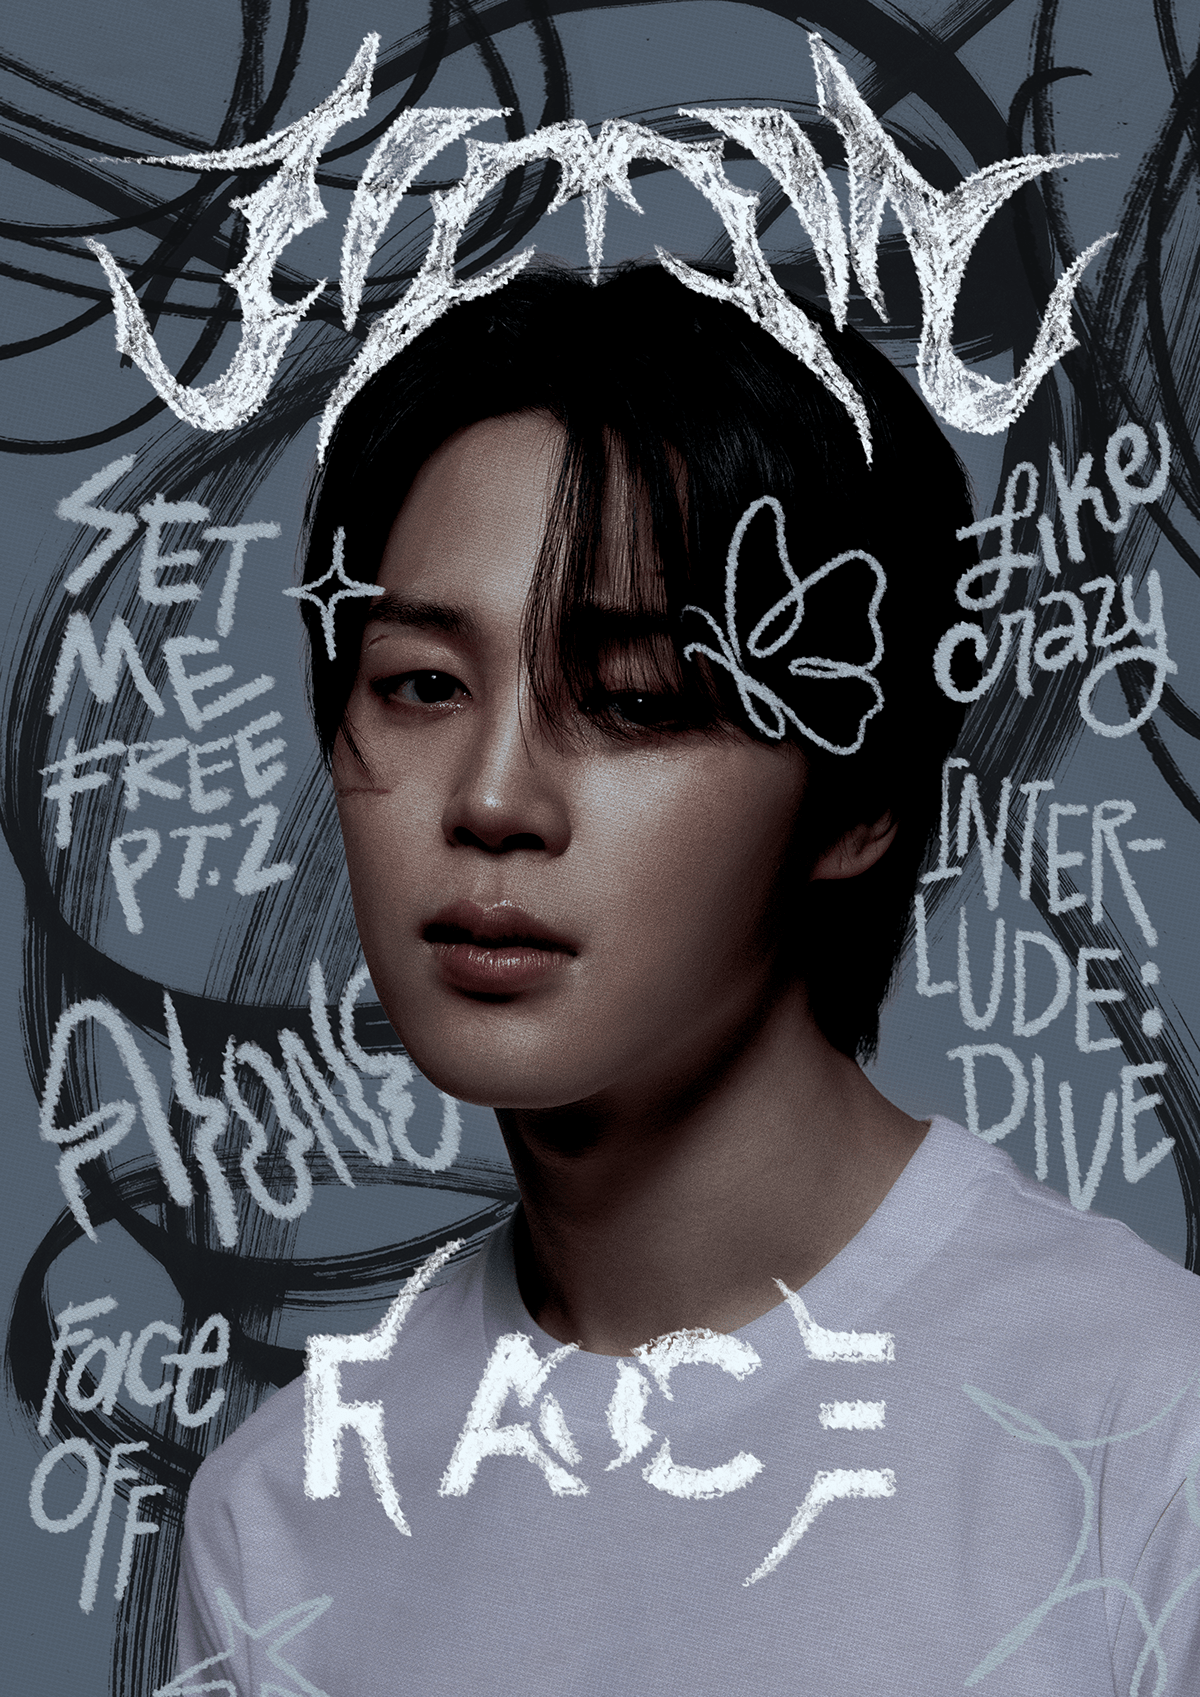 JIMIN
SET
ME
FREE
PT.2
Like
Crazy
INTER-
LUDE:
DIVE
ALONE
FACE
Face
OFF